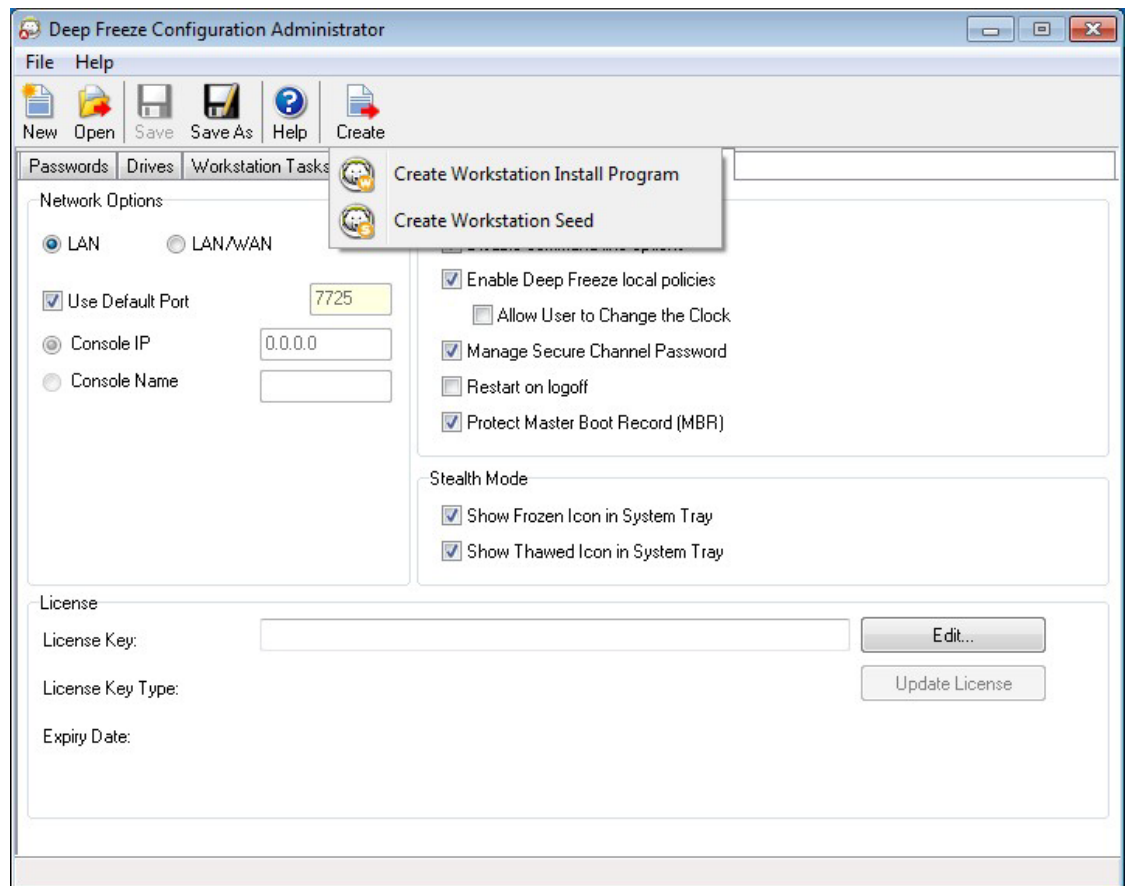 Deep Freeze Configuration Administrator
File Help
New Open Save Save As Help Create
Passwords Drives Workstation Tasks
Create Workstation Install Program
Create Workstation Seed
Network Options
LAN LAN/WAN
Use Default Port 7725
Console IP 0.0.0.0
Console Name
Enable Deep Freeze local policies
Allow User to Change the Clock
Manage Secure Channel Password
Restart on logoff
Protect Master Boot Record (MBR)
Stealth Mode
Show Frozen Icon in System Tray
Show Thawed Icon in System Tray
License
License Key: Edit...
License Key Type: Update License
Expiry Date: